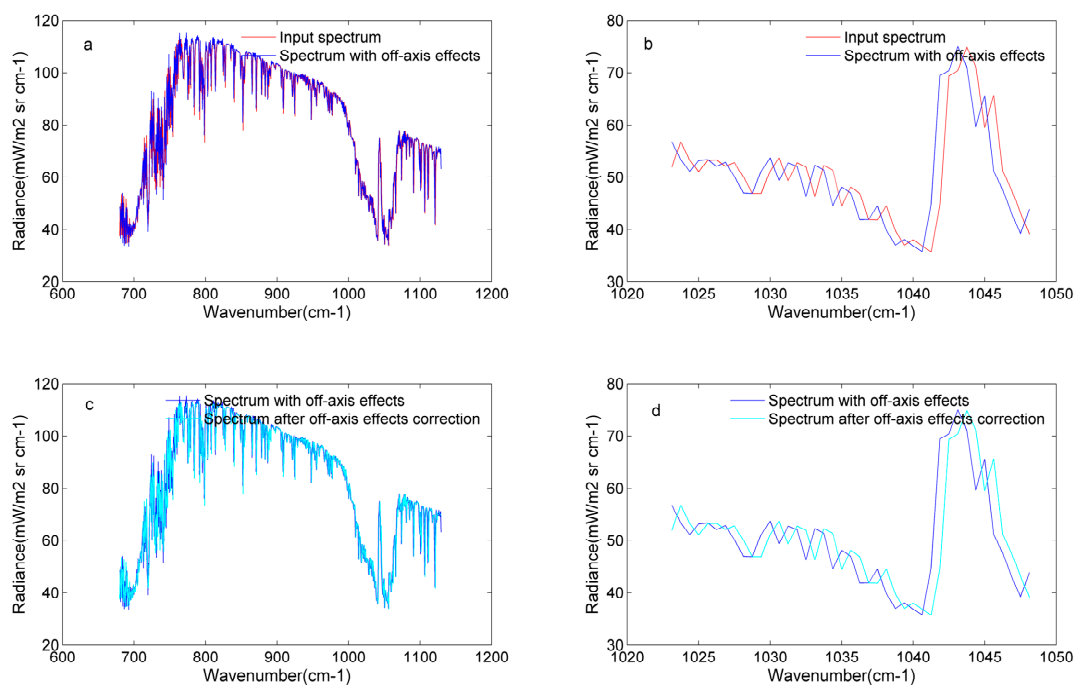 a
Input spectrum
Spectrum with off-axis effects
Radiance(mW/m2 sr cm-1)
120
100
80
60
40
20
600 700 800 900 1000 1100 1200
Wavenumber(cm-1)
b
Input spectrum
Spectrum with off-axis effects
Radiance(mW/m2 sr cm-1)
80
70
60
50
40
30
1020 1025 1030 1035 1040 1045 1050
Wavenumber(cm-1)
c
Spectrum with off-axis effects
Spectrum after off-axis effects correction
Radiance(mW/m2 sr cm-1)
120
100
80
60
40
20
600 700 800 900 1000 1100 1200
Wavenumber(cm-1)
d
Spectrum with off-axis effects
Spectrum after off-axis effects correction
Radiance(mW/m2 sr cm-1)
80
70
60
50
40
30
1020 1025 1030 1035 1040 1045 1050
Wavenumber(cm-1)